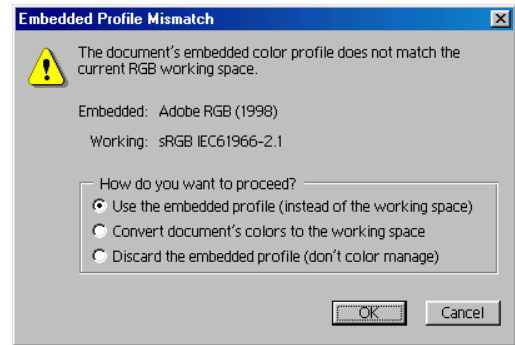 Embedded Profile Mismatch
The document's embedded color profile does not match the
current RGB working space.
Embedded: Adobe RGB (1998)
Working: sRGB IEC61966-2.1
How do you want to proceed?
Use the embedded profile (instead of the working space)
Convert document's colors to the working space
Discard the embedded profile (don't color manage)
OK Cancel